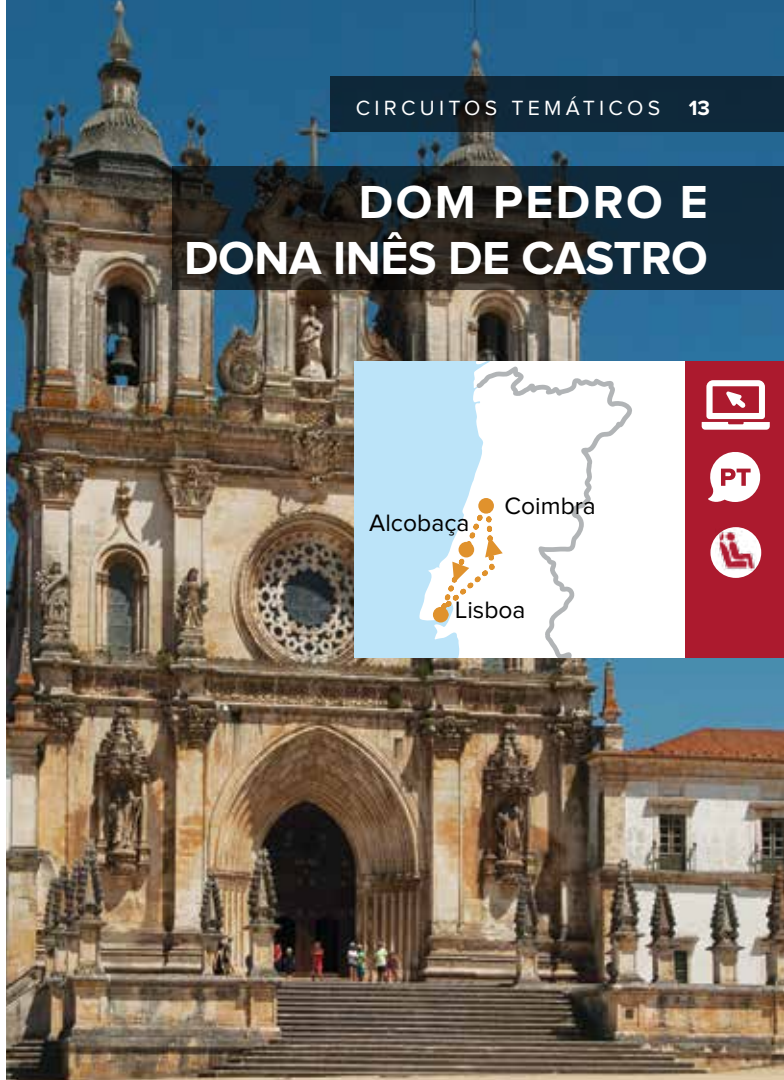 CIRCUITOS TEMÁTICOS 13
DOM PEDRO E
DONA INÊS DE CASTRO
PT
Coimbra
Alcobaça
Lisboa